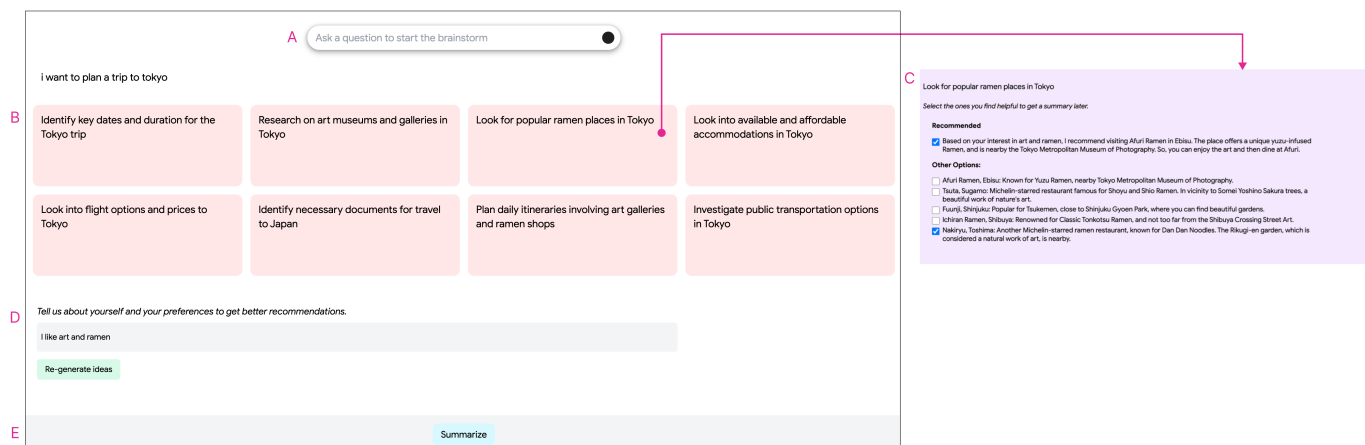 A
Ask a question to start the brainstorm
i want to plan a trip to tokyo
B
Identify key dates and duration for the
Tokyo trip
Research on art museums and galleries in
Tokyo
Look for popular ramen places in Tokyo
Look into available and affordable
accommodations in Tokyo
Look into flight options and prices to
Tokyo
Identify necessary documents for travel
to Japan
Plan daily itineraries involving art galleries
and ramen shops
Investigate public transportation options
in Tokyo
C
Look for popular ramen places in Tokyo
Select the ones you find helpful to get a summary later.
Recommended
Based on your interest in art and ramen, I recommend visiting Afuri Ramen in Ebisu. The place offers a unique yuzu-infused
Ramen, and is nearby the Tokyo Metropolitan Museum of Photography. So, you can enjoy the art and then dine at Afuri.
Other Options:
Afuri Ramen, Ebisu: Known for Yuzu Ramen, nearby Tokyo Metropolitan Museum of Photography.
Tsuta, Sugamo: Michelin-starred restaurant famous for Shoyu and Shio Ramen. In vicinity to Somei Yoshino Sakura trees, a
beautiful work of nature's art.
Fuunji, Shinjuku: Popular for Tsukemen, close to Shinjuku Gyoen Park, where you can find beautiful gardens.
Ichiran Ramen, Shibuya: Renowned for Classic Tonkotsu Ramen, and not too far from the Shibuya Crossing Street Art.
Nakiryu, Toshima: Another Michelin-starred ramen restaurant, known for Dan Dan Noodles. The Rikugi-en garden, which is
considered a natural work of art, is nearby.
D
Tell us about yourself and your preferences to get better recommendations.
I like art and ramen
Re-generate ideas
E
Summarize